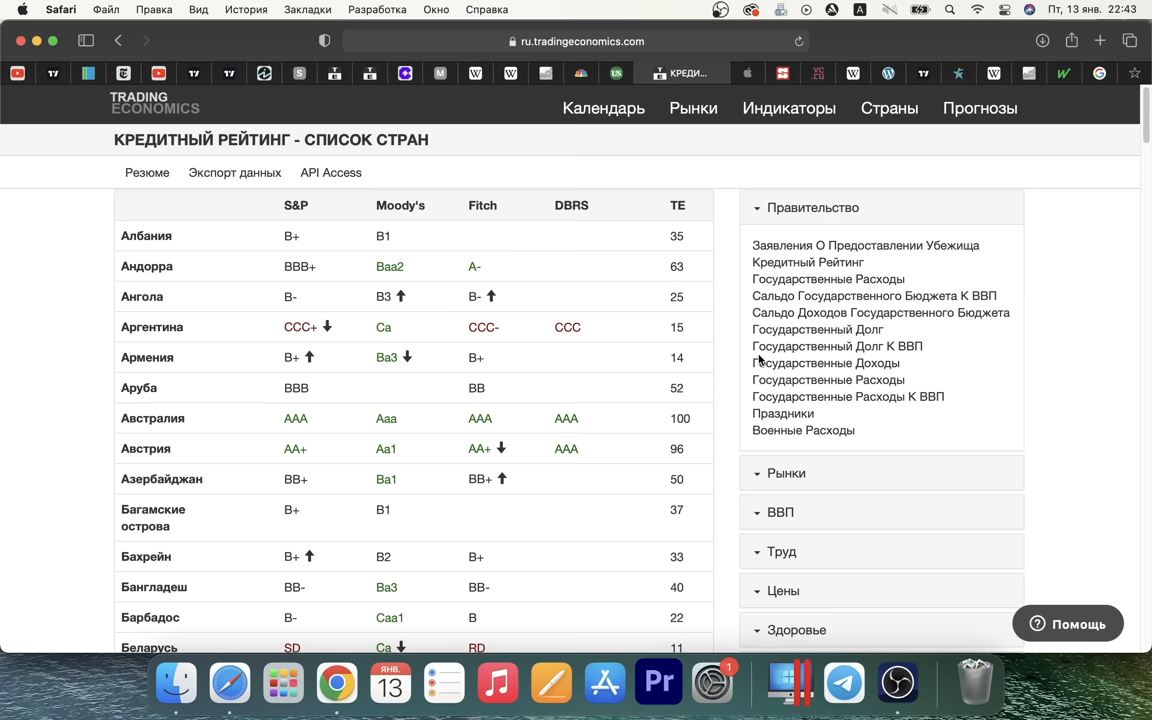 Safari Файл Правка Вид История Закладки Разработка Окно Справка
A
Пт, 13 янв. 22:43
ru.tradingeconomics.com
КРЕДИ...
TRADING
ECONOMICS
Календарь Рынки Индикаторы Страны Прогнозы
КРЕДИТНЫЙ РЕЙТИНГ - СПИСОК СТРАН
Резюме Экспорт данных API Access
S&P Moody's Fitch DBRS TE
Албания B+ B1 35
Андорра BBB+ Baa2 A- 63
Ангола B- B3 B- 25
Аргентина CCC+ Ca CCC- CCC 15
Армения B+ Ba3 B+ 14
Аруба BBB BB 52
Австралия AAA Aaa AAA AAA 100
Австрия AA+ Aa1 AA+ AAA 96
Азербайджан BB+ Ba1 BB+ 50
Багамские
острова B+ B1 37
Бахрейн B+ B2 B+ 33
Бангладеш BB- Ba3 BB- 40
Барбадос B- Caa1 B 22
Беларусь SD Ca RD 11
Правительство
Заявления О Предоставлении Убежища
Кредитный Рейтинг
Государственные Расходы
Сальдо Государственного Бюджета К ВВП
Сальдо Доходов Государственного Бюджета
Государственный Долг
Государственный Долг К ВВП
Государственные Доходы
Государственные Расходы
Государственные Расходы К ВВП
Праздники
Военные Расходы
Рынки
ВВП
Труд
Цены
Здоровье
Помощь
ЯНВ.
13
Pr
1